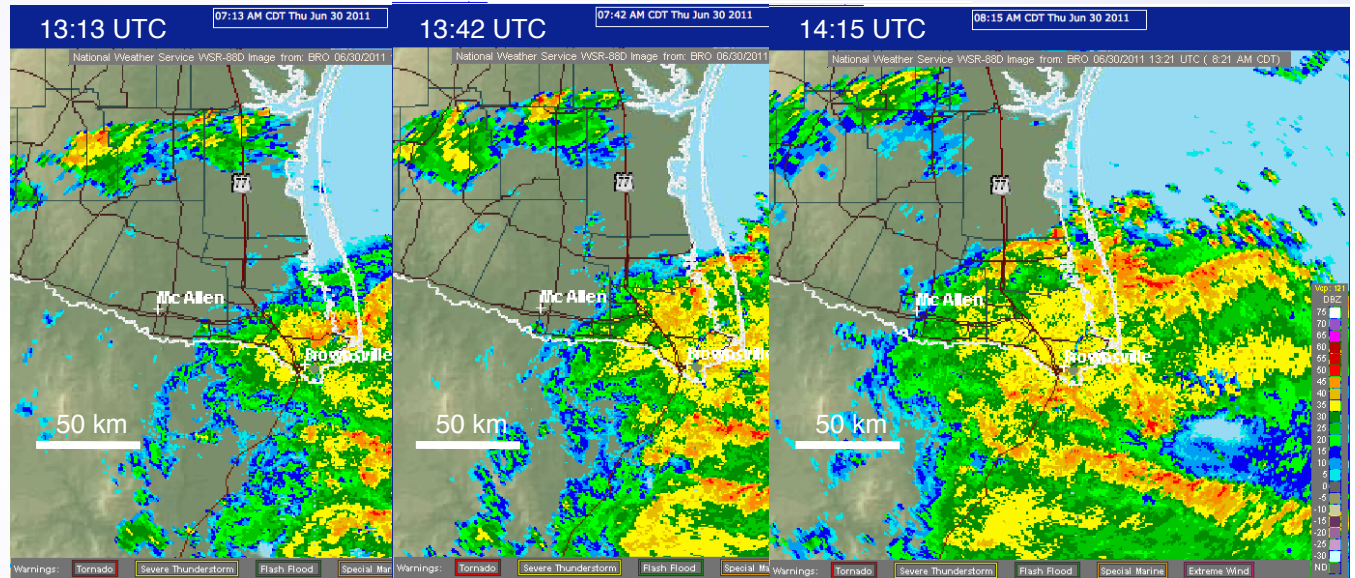 13:13 UTC
07:13 AM CDT Thu Jun 30 2011
National Weather Service WSR-88D Image from: BRO 06/30/2011
77
Mc Allen
Brownsville
50 km
Warnings: Tornado Severe Thunderstorm Flash Flood Special Mar
13:42 UTC
07:42 AM CDT Thu Jun 30 2011
National Weather Service WSR-88D Image from: BRO 06/30/2011
77
Mc Allen
Brownsville
50 km
Warnings: Tornado Severe Thunderstorm Flash Flood Special Ma
14:15 UTC
08:15 AM CDT Thu Jun 30 2011
National Weather Service WSR-88D Image from: BRO 06/30/2011 13:21 UTC ( 8:21 AM CDT)
77
Mc Allen
Brownsville
50 km
Vcp: 121
DBZ
75
70
65
60
55
50
45
40
35
30
25
20
15
10
5
0
-5
-10
-15
-20
-25
-30
ND
Warnings: Tornado Severe Thunderstorm Flash Flood Special Marine Extreme Wind